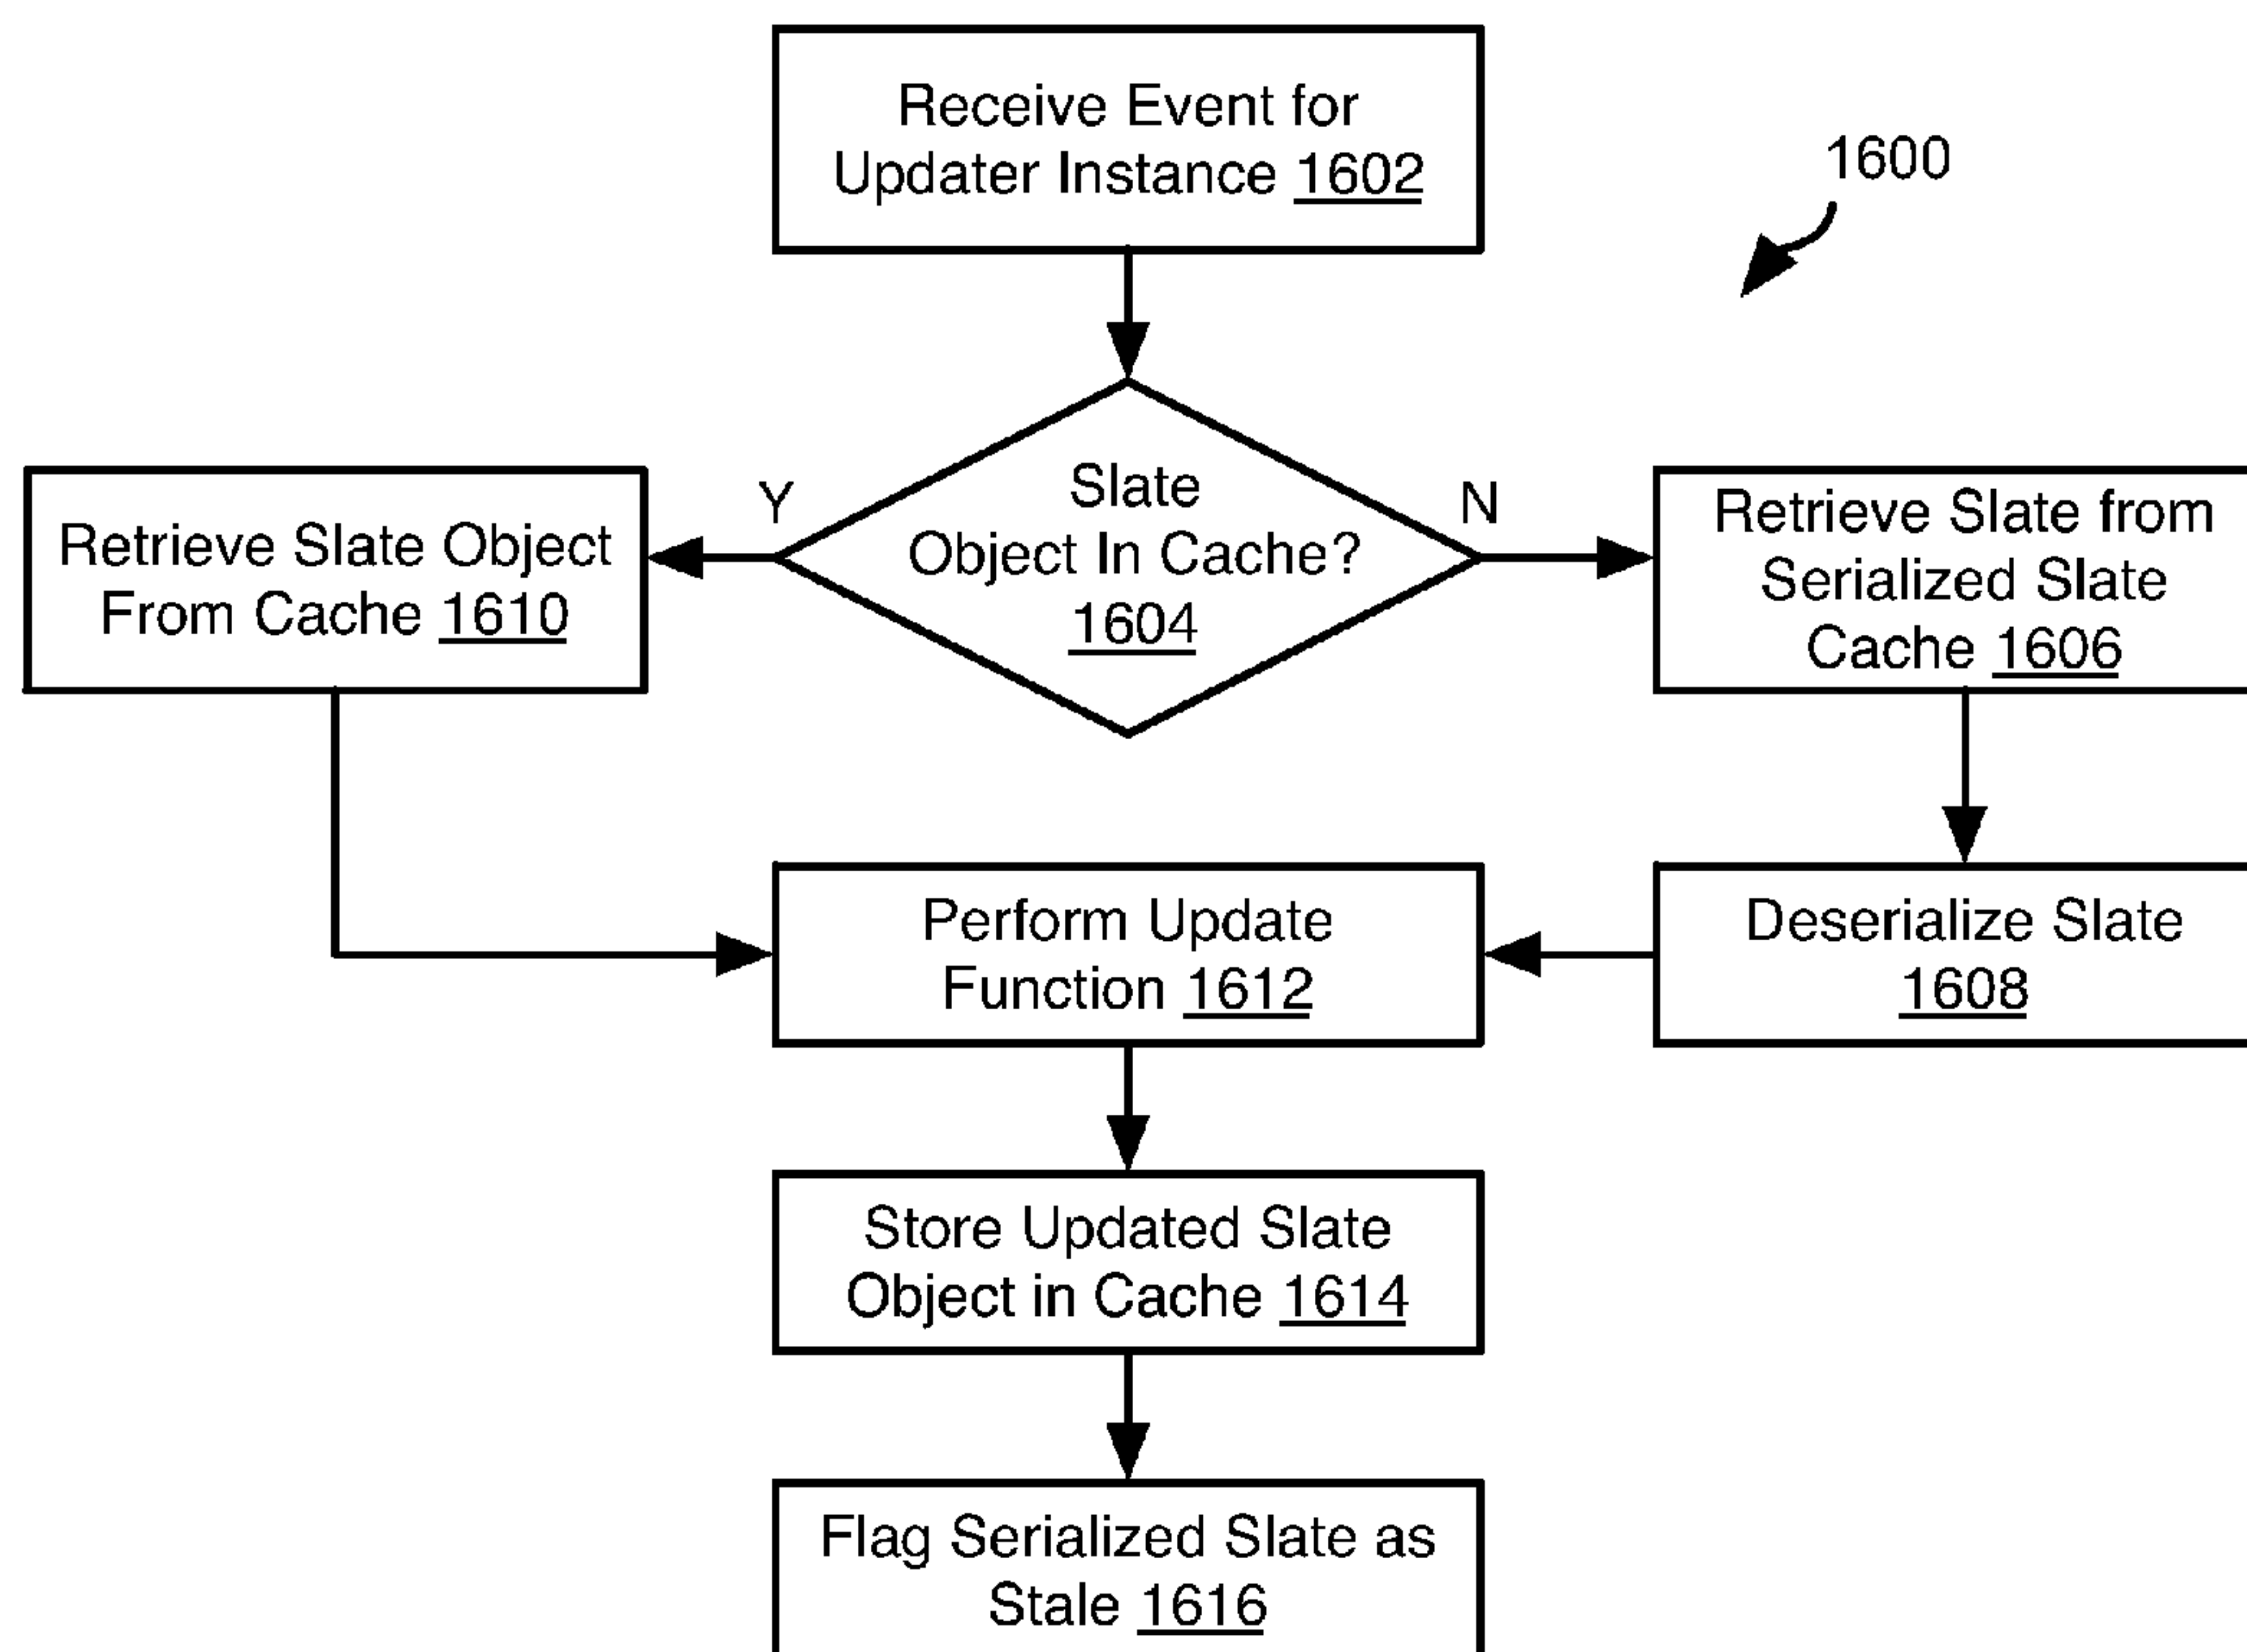 Receive Event for
Updater Instance 1602
1600
Slate
Object In Cache?
1604
Y
N
Retrieve Slate Object
From Cache 1610
Retrieve Slate from
Serialized Slate
Cache 1606
Perform Update
Function 1612
Deserialize Slate
1608
Store Updated Slate
Object in Cache 1614
Flag Serialized Slate as
Stale 1616